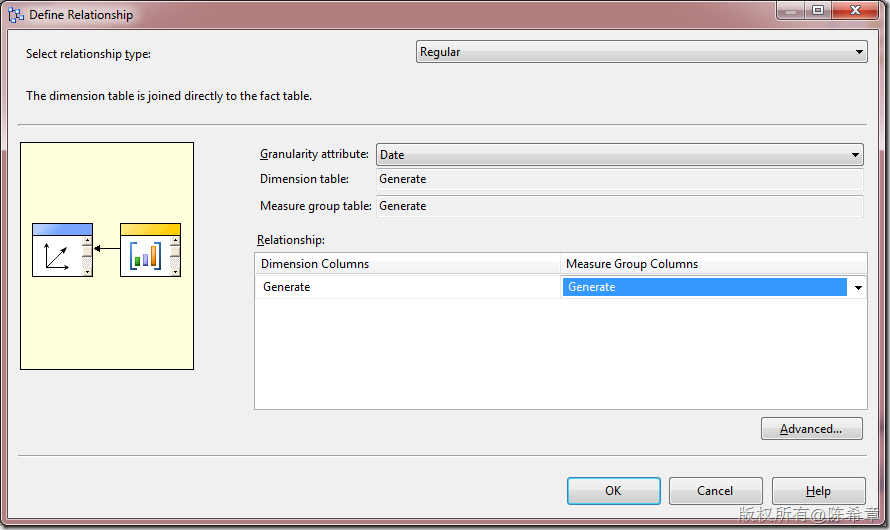 Define Relationship
Select relationship type:
Regular
The dimension table is joined directly to the fact table.
Granularity attribute:
Date
Dimension table:
Generate
Measure group table:
Generate
Relationship:
Dimension Columns
Measure Group Columns
Generate
Generate
Advanced...
OK
Cancel
Help
版权所有@陈希章